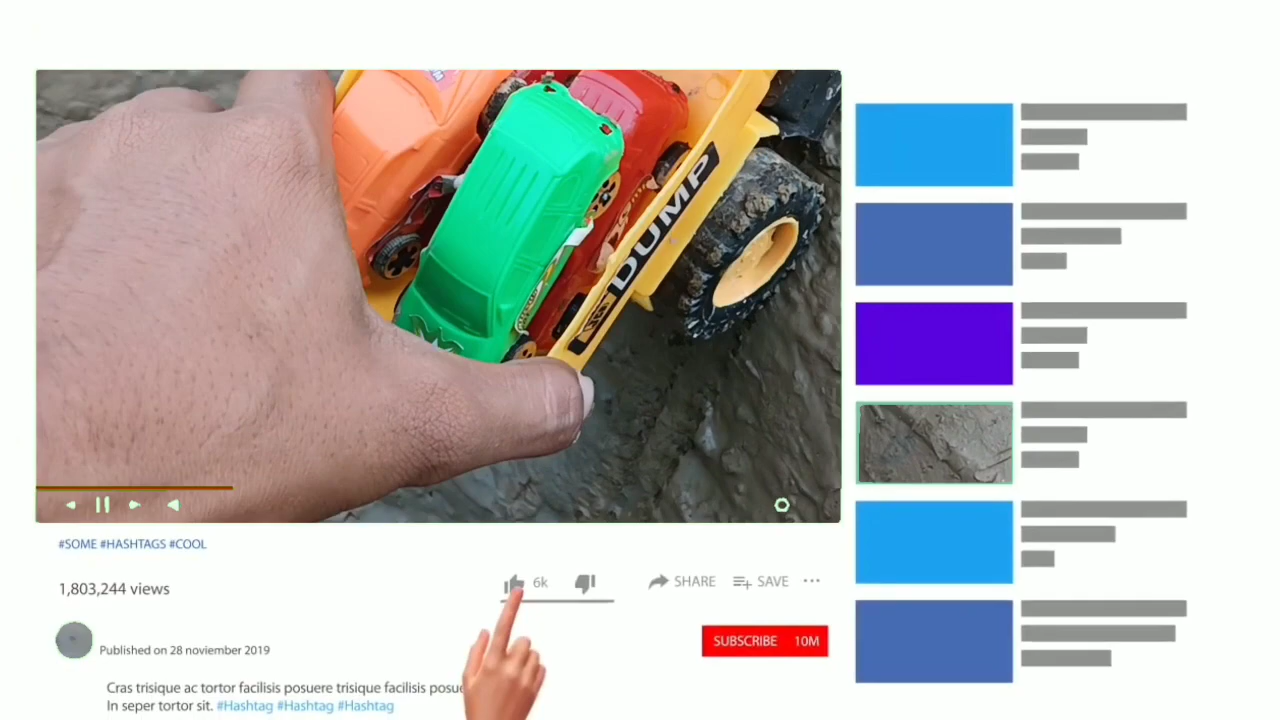 DUMP
#SOME #HASHTAGS #COOL
1,803,244 views
6k
SHARE
SAVE
Published on 28 noviember 2019
SUBSCRIBE 10M
Cras trisique ac tortor facilisis posuere trisique facilisis posue
In seper tortor sit. #Hashtag #Hashtag #Hashtag